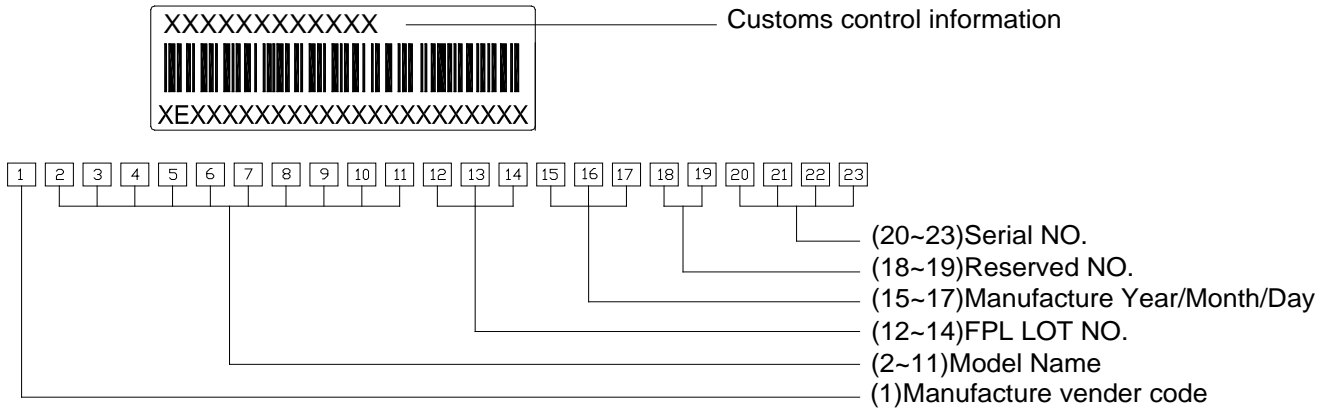 XXXXXXXXXXXX
Customs control information
XEXXXXXXXXXXXXXXXXXXXXX
1 2 3 4 5 6 7 8 9 10 11 12 13 14 15 16 17 18 19 20 21 22 23
(20~23)Serial NO.
(18~19)Reserved NO.
(15~17)Manufacture Year/Month/Day
(12~14)FPL LOT NO.
(2~11)Model Name
(1)Manufacture vender code